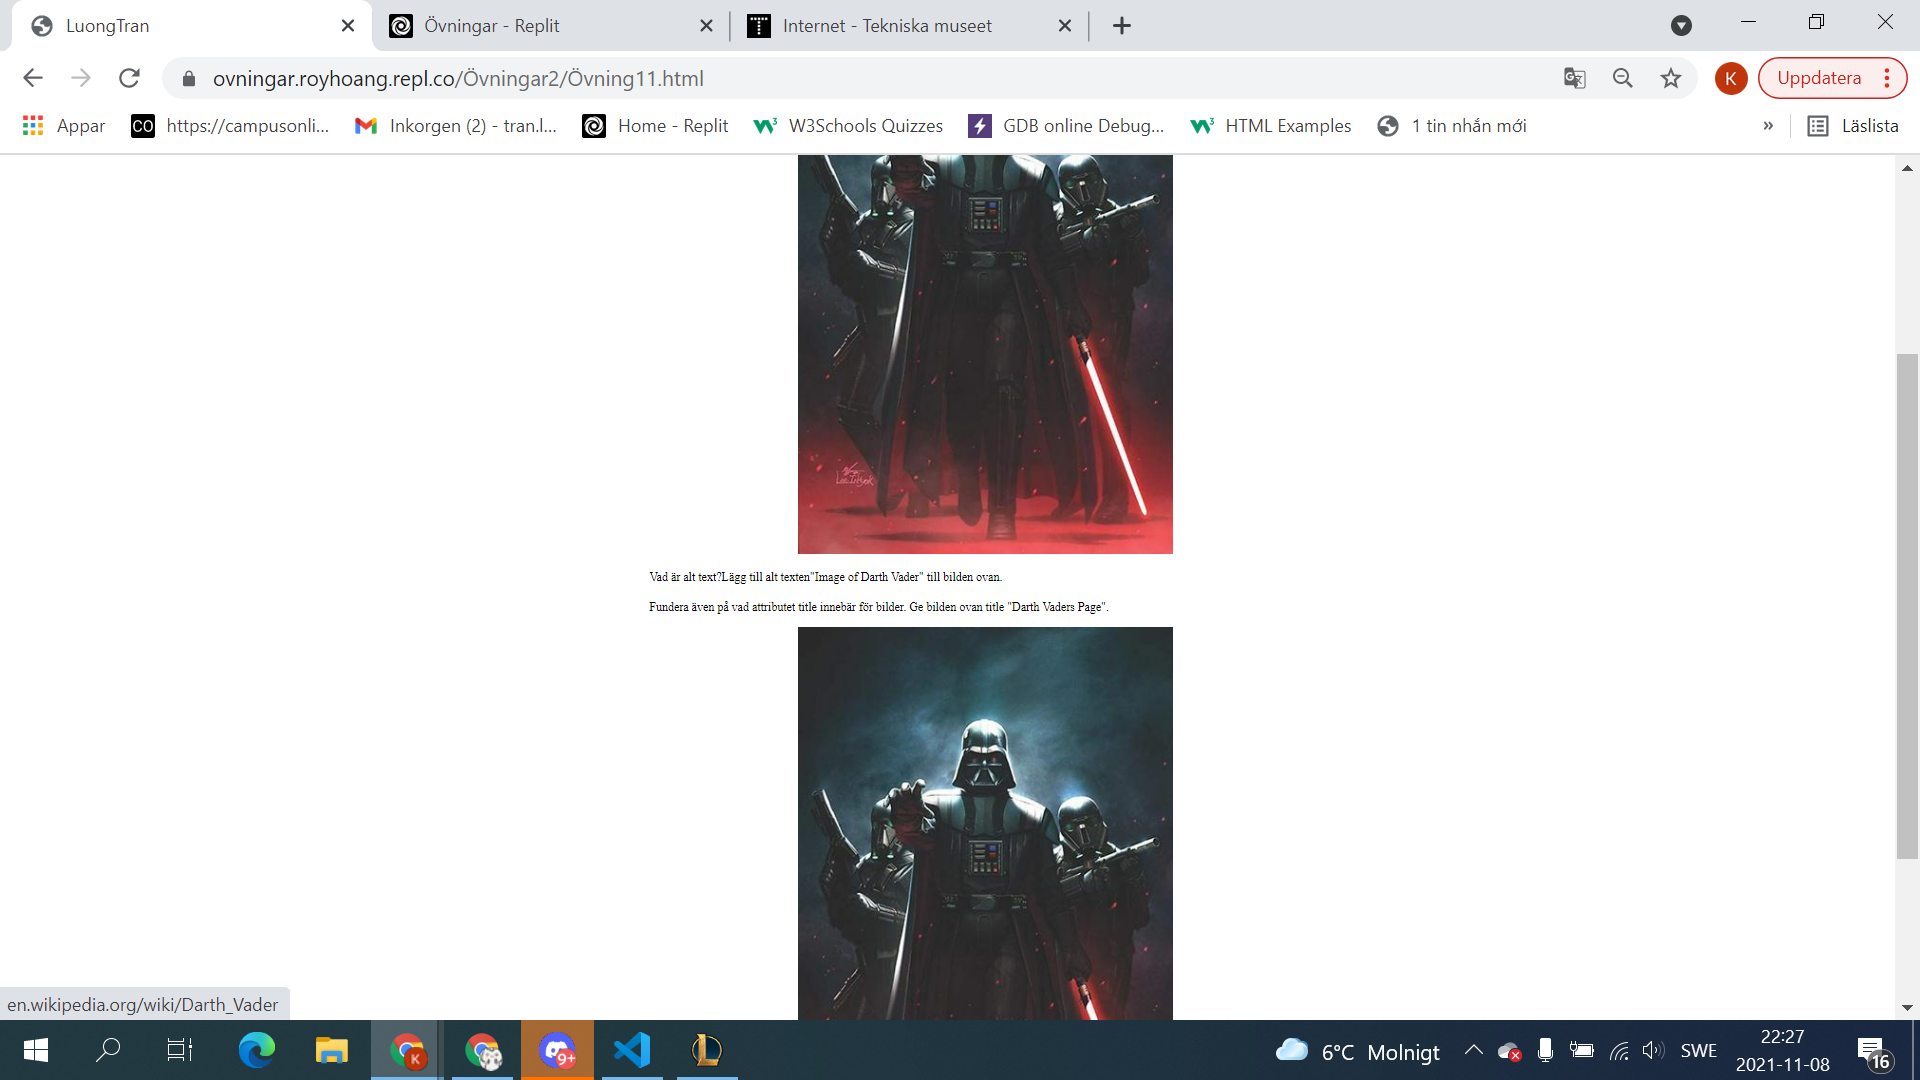 LuongTran
Övningar - Replit
Internet - Tekniska museet
ovningar.royhoang.repl.co/Övningar2/Övning11.html
K
Uppdatera
Appar
CO
https://campusonli...
Inkorgen (2) - tran.l...
Home - Replit
W3Schools Quizzes
GDB online Debug...
HTML Examples
1 tin nhắn mới
»
Läslista
Vad är alt text?Lägg till alt texten"Image of Darth Vader" till bilden ovan.
Fundera även på vad attributet title innebär för bilder. Ge bilden ovan title "Darth Vaders Page".
en.wikipedia.org/wiki/Darth_Vader
K
9+
6°C Molnigt
SWE
22:27
2021-11-08
16